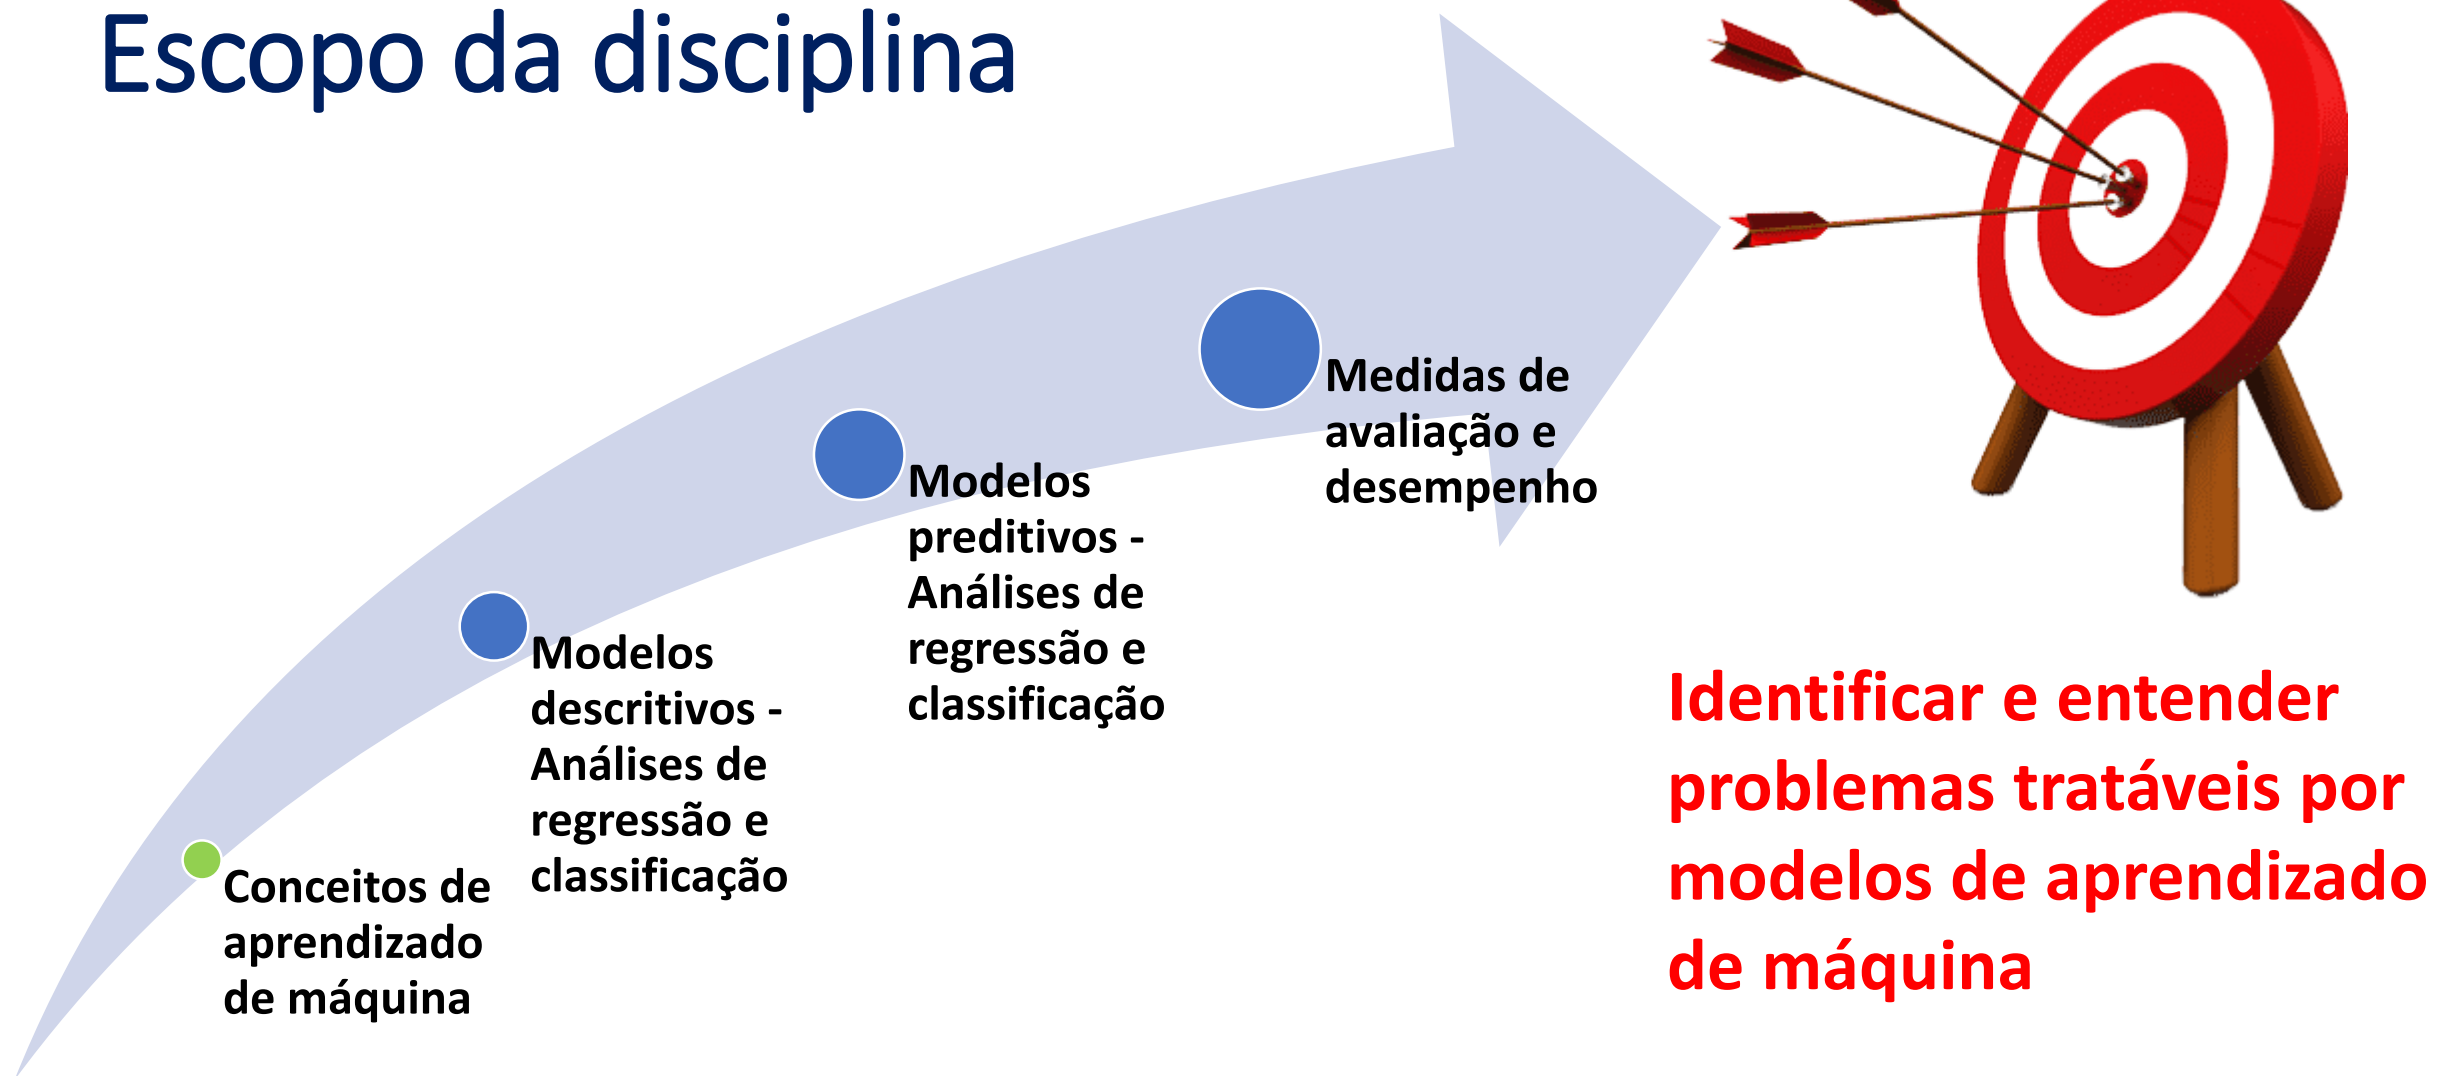 Escopo da disciplina
Conceitos de
aprendizado
de máquina
Modelos
descritivos -
Análises de
regressão e
classificação
Modelos
preditivos -
Análises de
regressão e
classificação
Medidas de
avaliação e
desempenho
Identificar e entender
problemas tratáveis por
modelos de aprendizado
de máquina